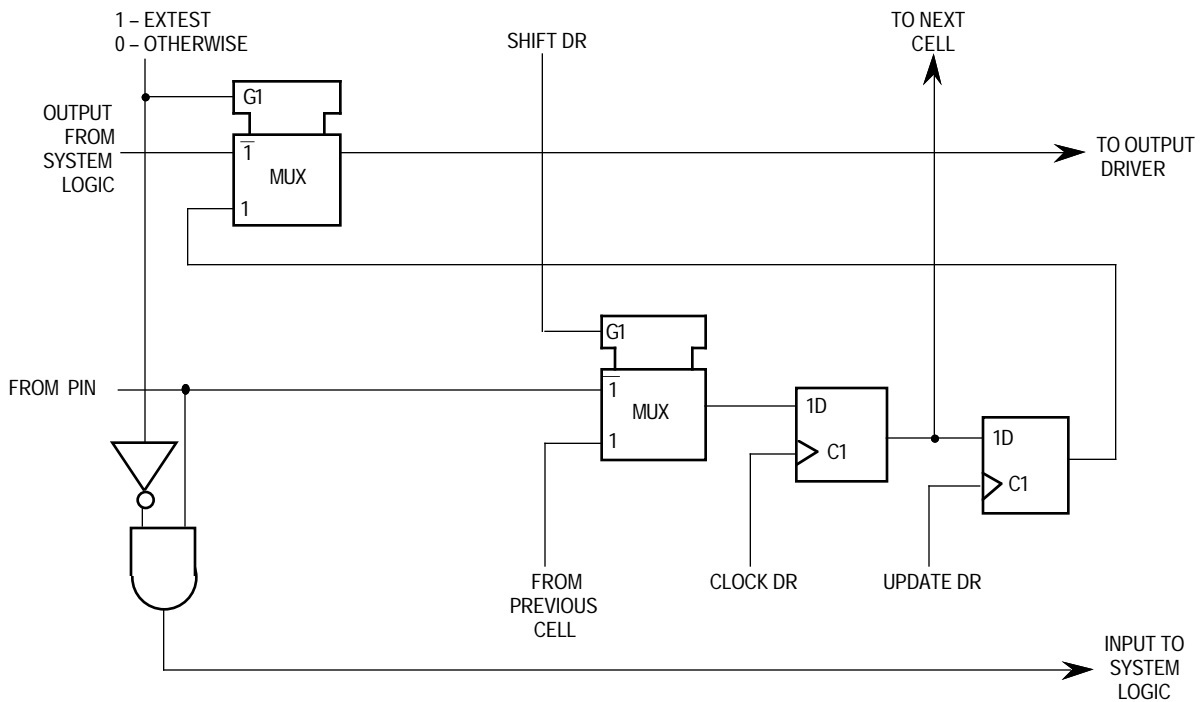 1 – EXTEST
0 – OTHERWISE
SHIFT DR
TO NEXT
CELL
G1
OUTPUT
FROM
SYSTEM
LOGIC
1
MUX
1
TO OUTPUT
DRIVER
G1
FROM PIN
1
MUX
1
1D
C1
1D
C1
FROM
PREVIOUS
CELL
CLOCK DR
UPDATE DR
INPUT TO
SYSTEM
LOGIC